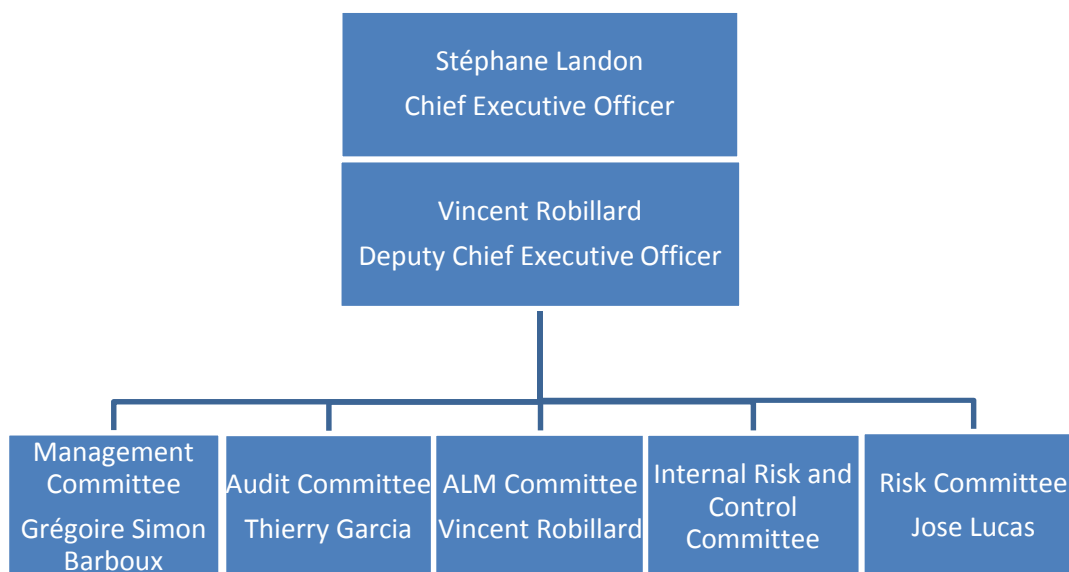 Stéphane Landon
Chief Executive Officer
Vincent Robillard
Deputy Chief Executive Officer
Management
Committee
Grégoire Simon
Barboux
Audit Committee
Thierry Garcia
ALM Committee
Vincent Robillard
Internal Risk and
Control
Committee
Risk Committee
Jose Lucas